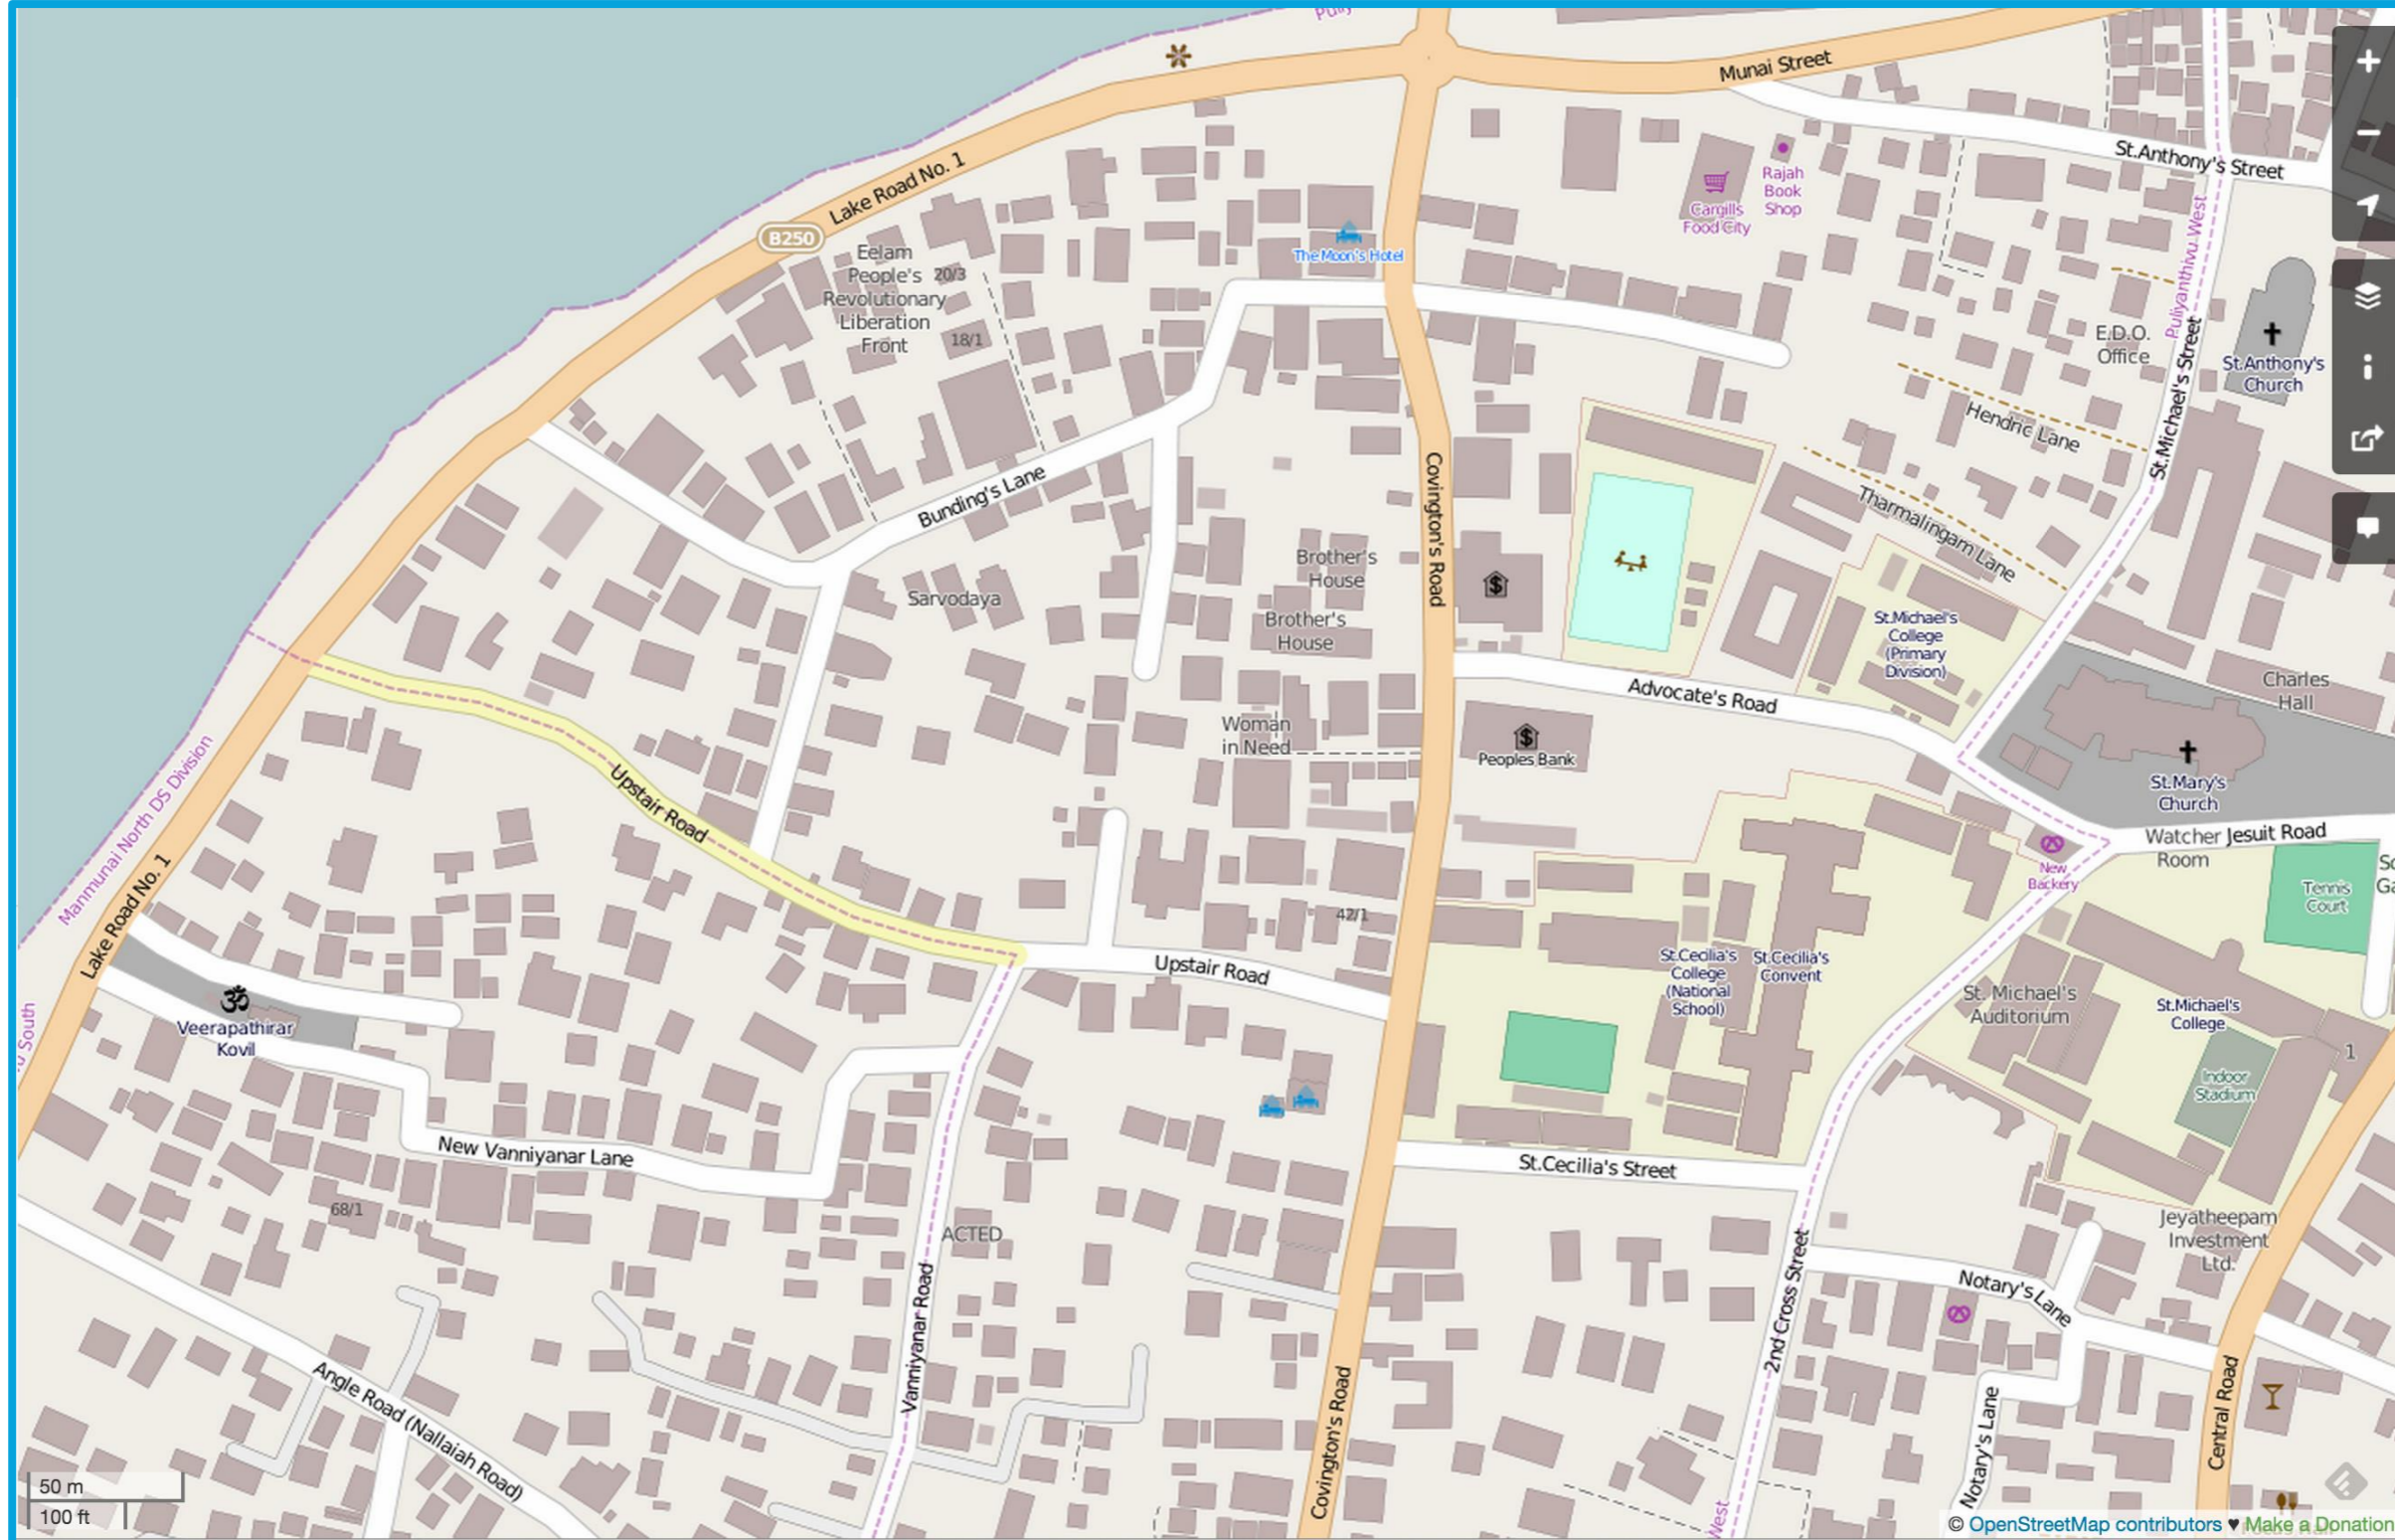 Munai Street
St.Anthony's Street
Lake Road No. 1
B250
Rajah
Book
Shop
Cargills
Food City
The Moon's Hotel
Eelam
People's
Revolutionary
Liberation
Front
20/3
18/1
Puliyanthivu West
St.Michael's Street
E.D.O.
Office
St.Anthony's
Church
Hendric Lane
Tharmalingam Lane
Bunding's Lane
Covington's Road
Brother's
House
Brother's
House
Sarvodaya
St.Michael's
College
(Primary
Division)
Charles
Hall
Advocate's Road
Woman
in Need
Peoples Bank
St.Mary's
Church
Upstair Road
Manmunai North DS Division
Watcher
Room
Jesuit Road
New
Backery
Tennis
Court
42/1
Lake Road No. 1
Upstair Road
St.Cecilia's
College
(National
School)
St.Cecilia's
Convent
St. Michael's
Auditorium
St.Michael's
College
Veerapathirar
Kovil
South
1
Indoor
Stadium
New Vanniyanar Lane
St.Cecilia's Street
68/1
ACTED
Jeyatheepam
Investment
Ltd.
Vanniyanar Road
2nd Cross Street
Notary's Lane
Angle Road (Nallaiah Road)
Covington's Road
Notary's Lane
Central Road
West
50 m
100 ft
© OpenStreetMap contributors ♥ Make a Donation